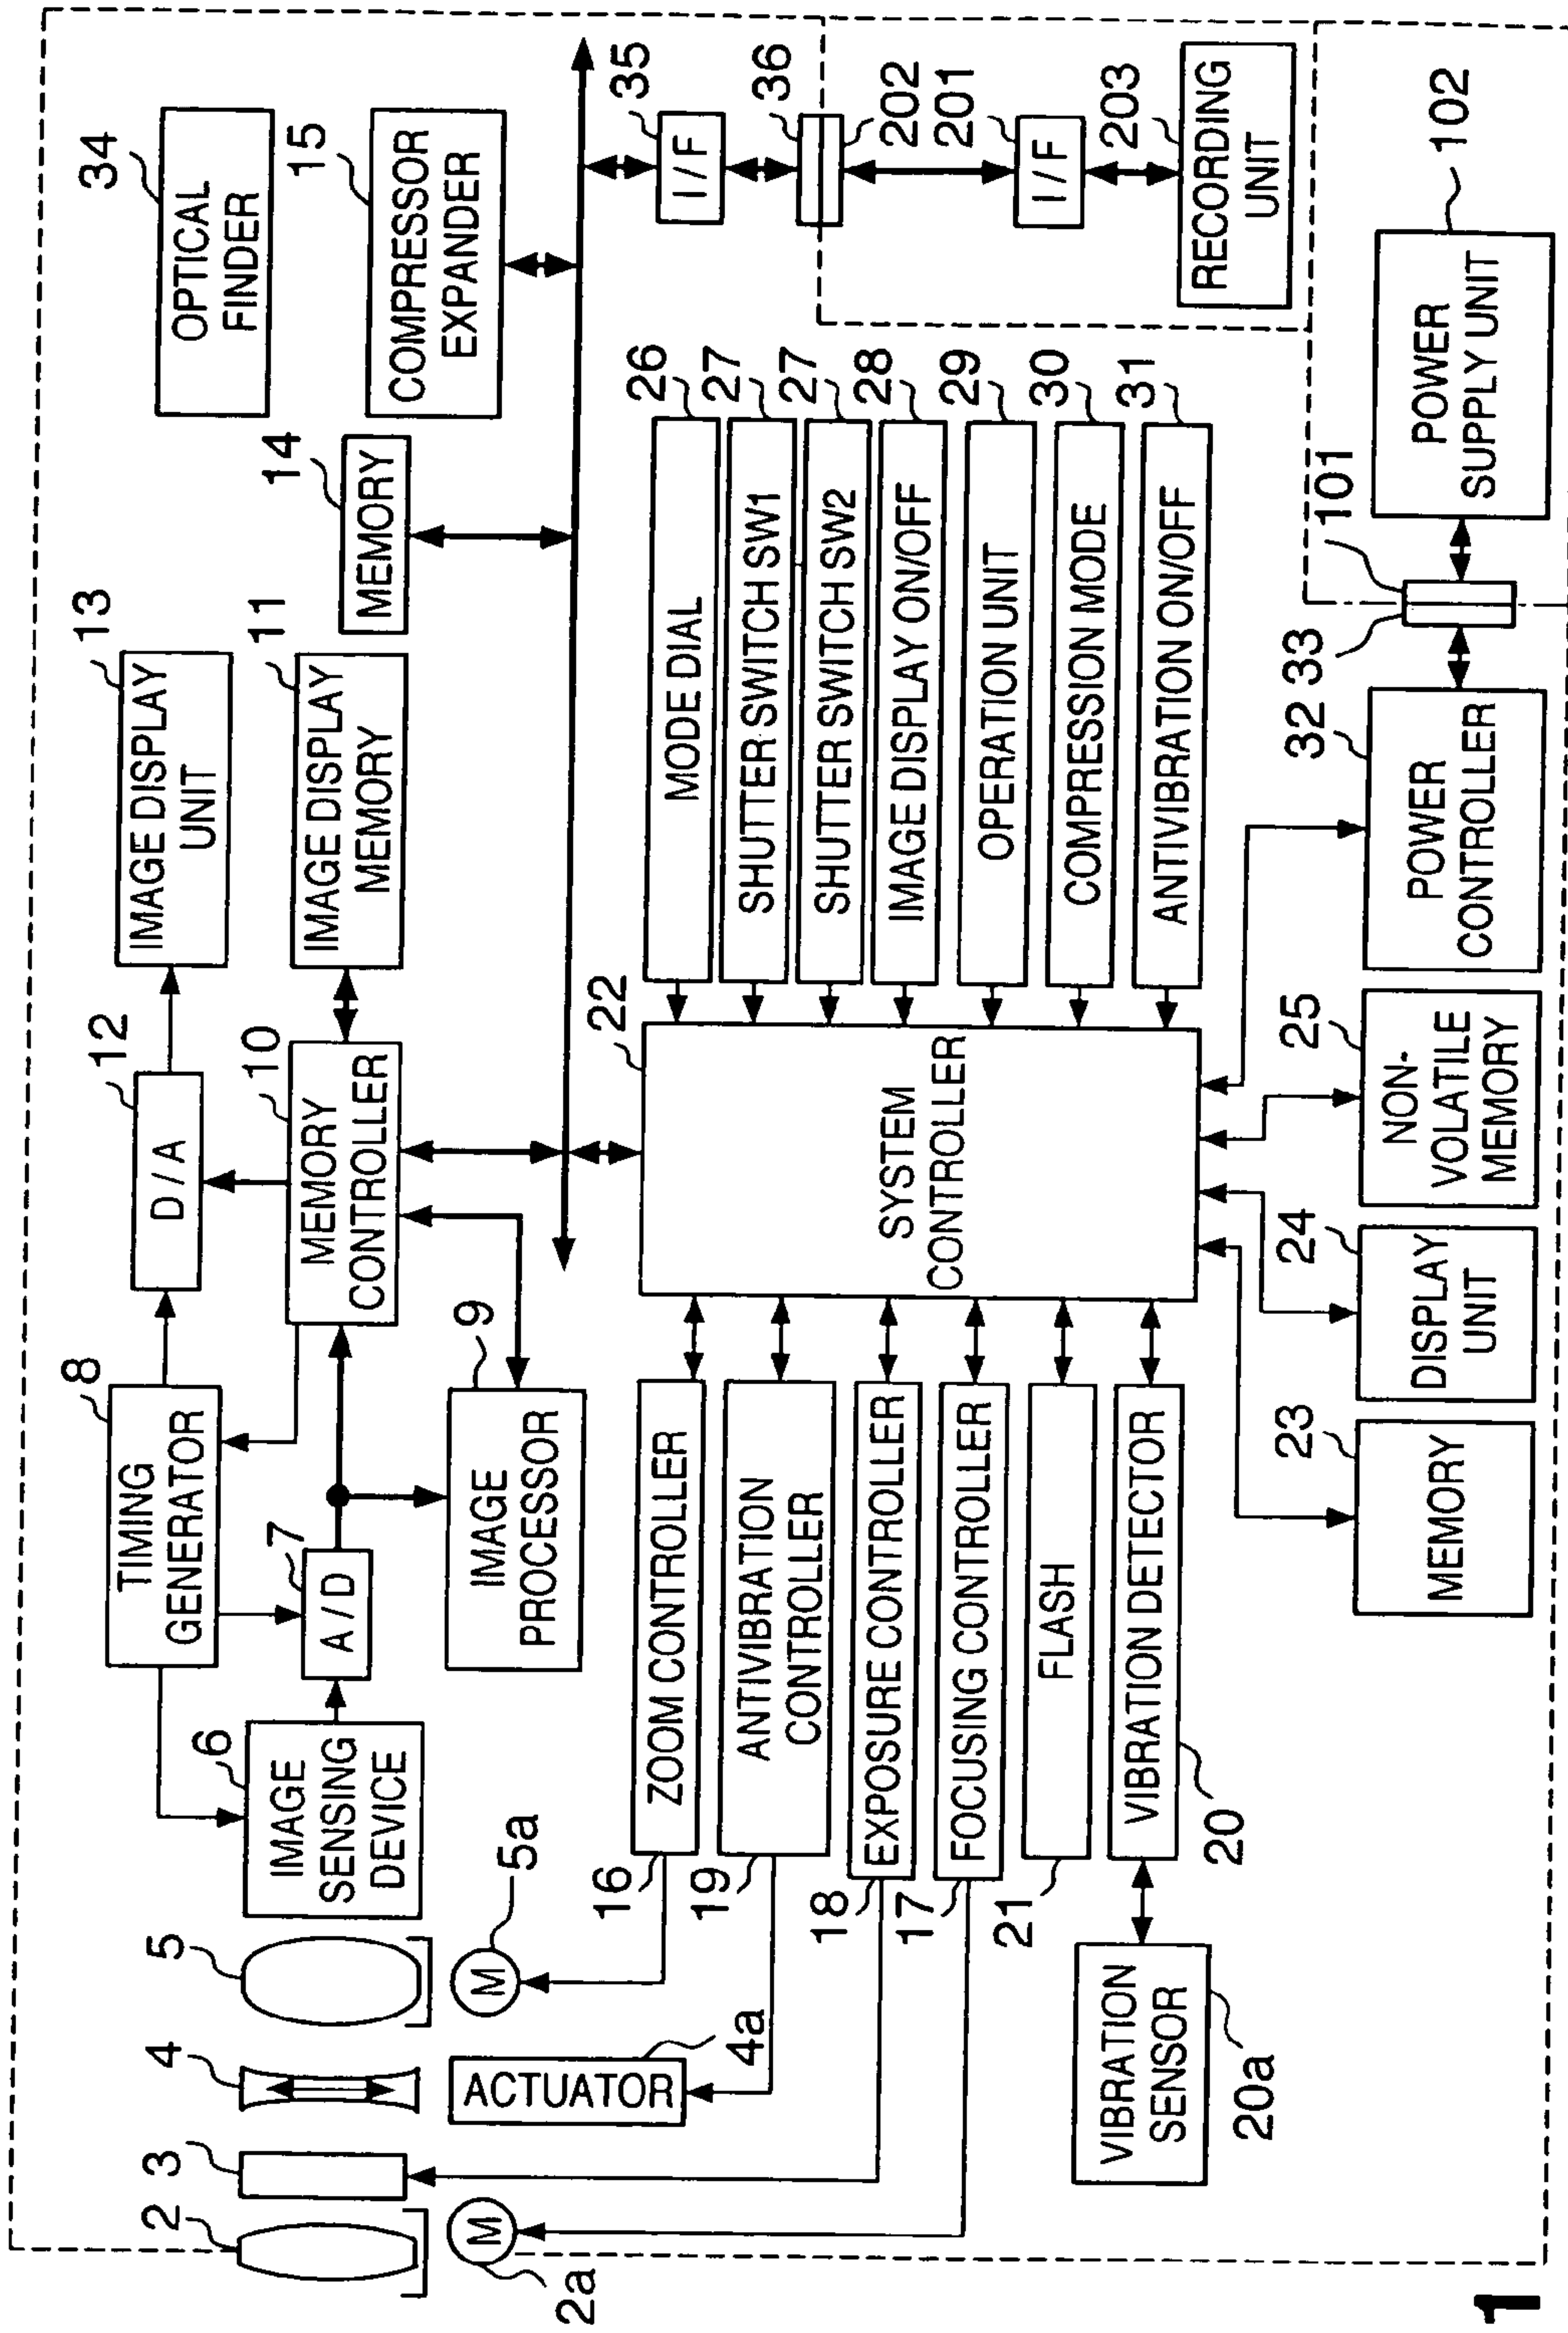 34
OPTICAL
FINDER
15
COMPRESSOR
EXPANDER
35
I/F
36
202
201
I/F
203
RECORDING
UNIT
14
MEMORY
13
IMAGE DISPLAY
UNIT
11
IMAGE DISPLAY
MEMORY
12
D/A
10
MEMORY
CONTROLLER
8
TIMING
GENERATOR
9
IMAGE
PROCESSOR
7
A/D
6
IMAGE
SENSING
DEVICE
5
4
3
2
5a
M
4a
ACTUATOR
2a
M
16
ZOOM CONTROLLER
19
ANTIVIBRATION
CONTROLLER
18
EXPOSURE CONTROLLER
17
FOCUSING CONTROLLER
21
FLASH
20
VIBRATION DETECTOR
20a
VIBRATION
SENSOR
22
SYSTEM
CONTROLLER
26
MODE DIAL
27
SHUTTER SWITCH SW1
27
SHUTTER SWITCH SW2
28
IMAGE DISPLAY ON/OFF
29
OPERATION UNIT
30
COMPRESSION MODE
31
ANTIVIBRATION ON/OFF
23
MEMORY
24
DISPLAY
UNIT
25
NON-
VOLATILE
MEMORY
32
POWER
CONTROLLER
33
101
102
POWER
SUPPLY UNIT
1